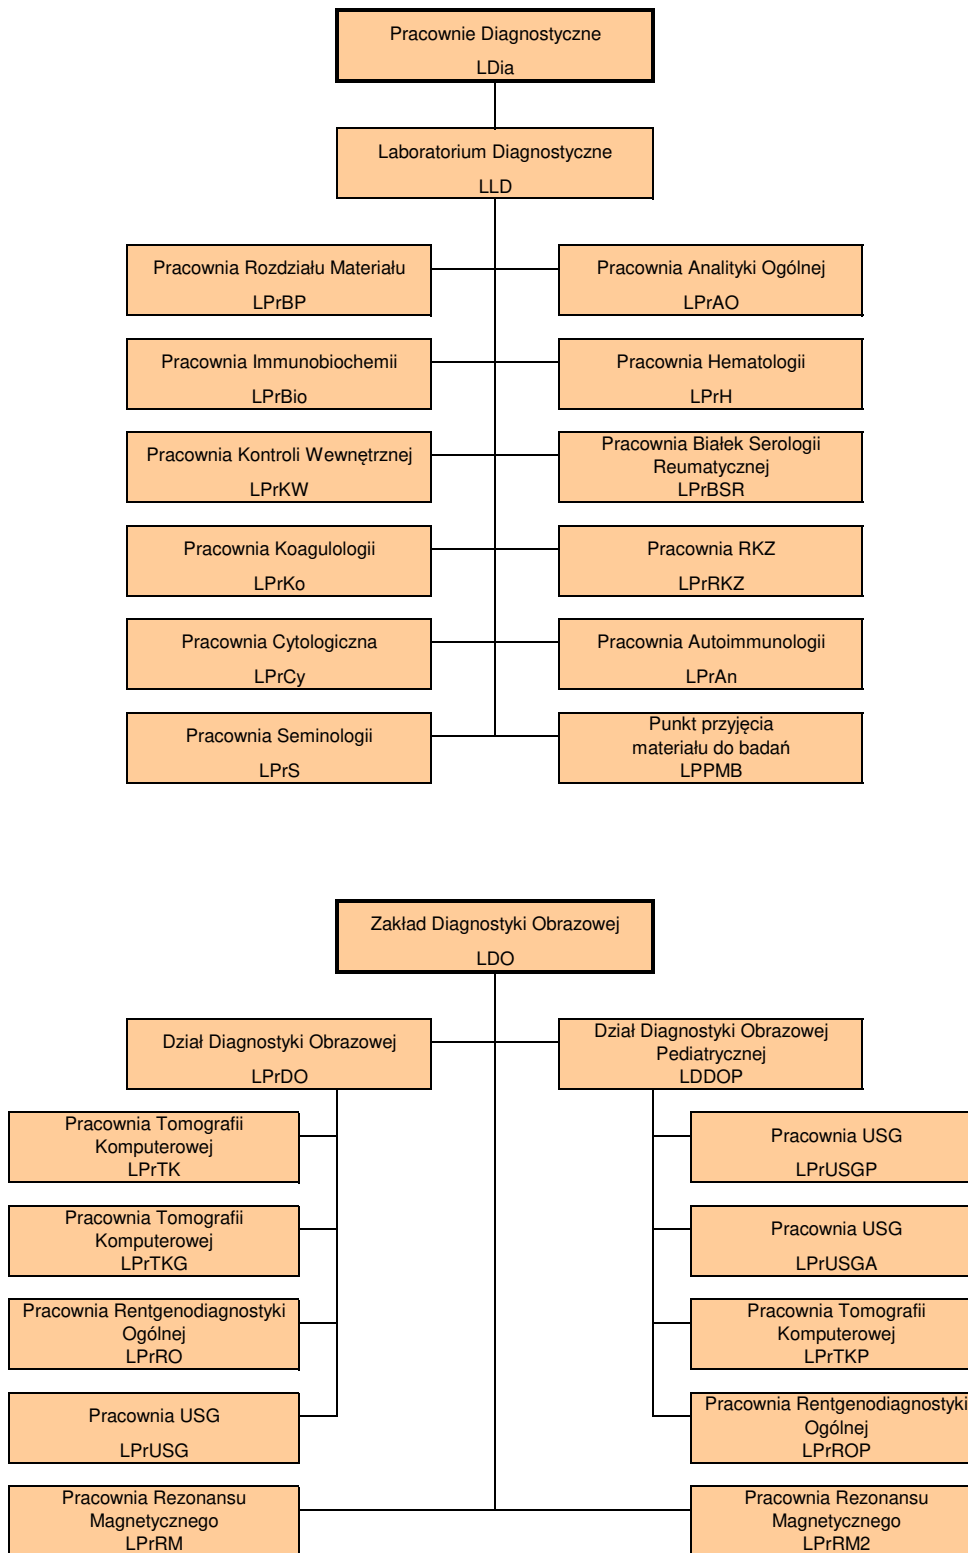 Pracownie Diagnostyczne
LDia
Laboratorium Diagnostyczne
LLD
Pracownia Rozdziału Materiału
LPrBP
Pracownia Analityki Ogólnej
LPrAO
Pracownia Immunobiochemii
LPrBio
Pracownia Hematologii
LPrH
Pracownia Kontroli Wewnętrznej
LPrKW
Pracownia Białek Serologii
Reumatycznej
LPrBSR
Pracownia Koagulologii
LPrKo
Pracownia RKZ
LPrRKZ
Pracownia Cytologiczna
LPrCy
Pracownia Autoimmunologii
LPrAn
Pracownia Seminologii
LPrS
Punkt przyjęcia
materiału do badań
LPPMB
Zakład Diagnostyki Obrazowej
LDO
Dział Diagnostyki Obrazowej
LPrDO
Dział Diagnostyki Obrazowej
Pediatrycznej
LDDOP
Pracownia Tomografii
Komputerowej
LPrTK
Pracownia USG
LPrUSGP
Pracownia Tomografii
Komputerowej
LPrTKG
Pracownia USG
LPrUSGA
Pracownia Rentgenodiagnostyki
Ogólnej
LPrRO
Pracownia Tomografii
Komputerowej
LPrTKP
Pracownia USG
LPrUSG
Pracownia Rentgenodiagnostyki
Ogólnej
LPrROP
Pracownia Rezonansu
Magnetycznego
LPrRM
Pracownia Rezonansu
Magnetycznego
LPrRM2